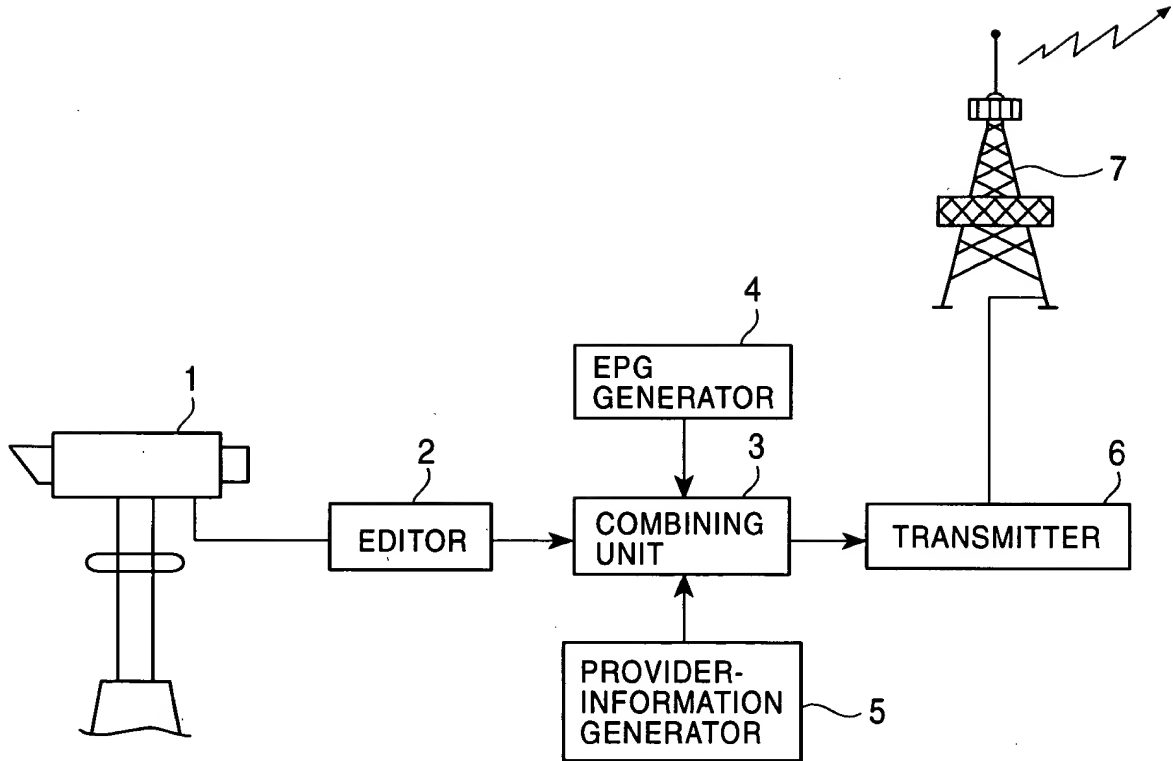 7
4
EPG
GENERATOR
1
2
EDITOR
3
COMBINING
UNIT
6
TRANSMITTER
PROVIDER-
INFORMATION
GENERATOR
5